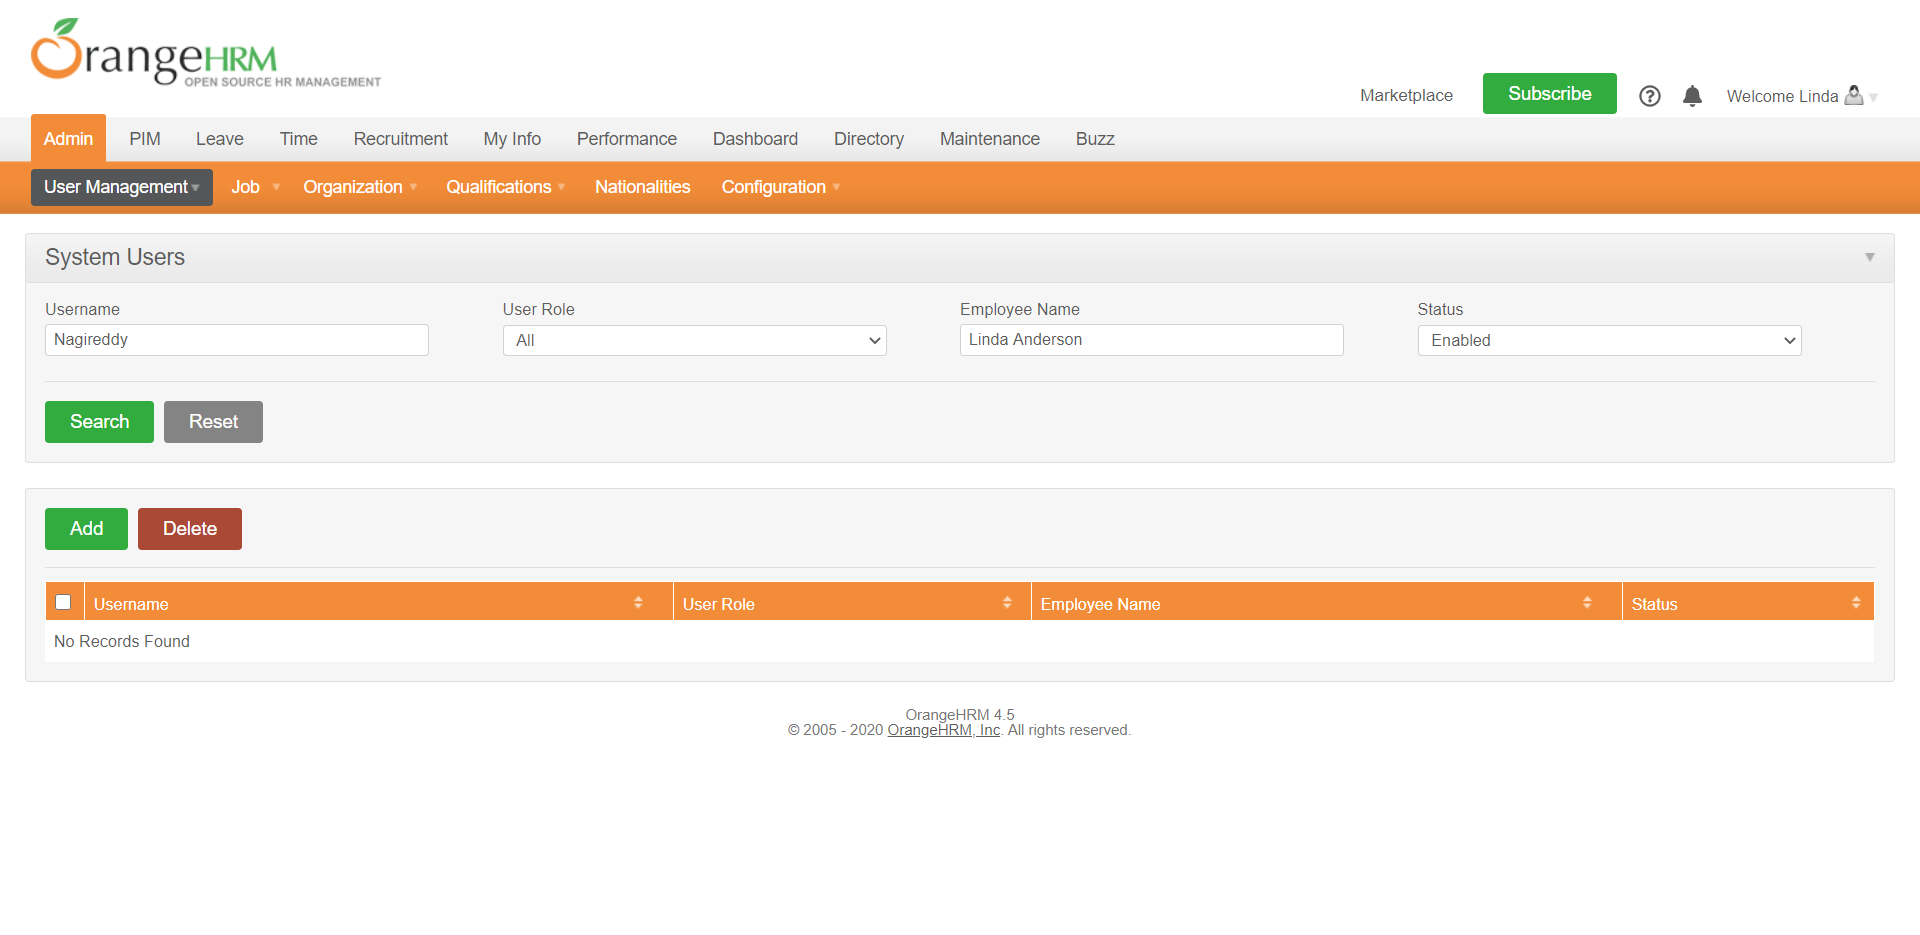 OrangeHRM
OPEN SOURCE HR MANAGEMENT
Marketplace
Subscribe
Welcome Linda
Admin PIM Leave Time Recruitment My Info Performance Dashboard Directory Maintenance Buzz
User Management Job Organization Qualifications Nationalities Configuration
System Users
Username User Role Employee Name Status
Nagireddy All Linda Anderson Enabled
Search Reset
Add Delete
Username User Role Employee Name Status
No Records Found
OrangeHRM 4.5
© 2005 - 2020 OrangeHRM, Inc. All rights reserved.